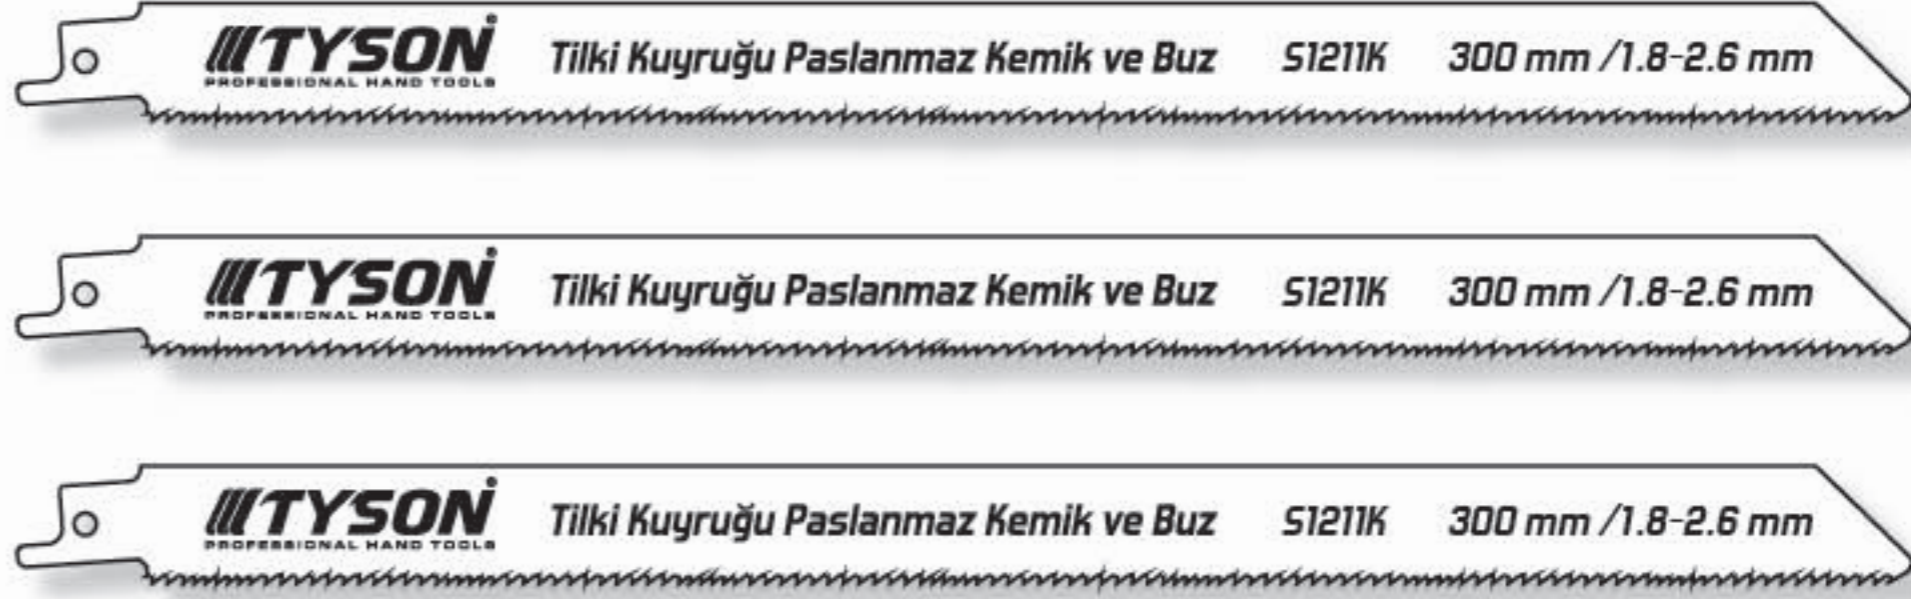 TYSON Tilki Kuyruğu Paslanmaz Kemik ve Buz S1211K 300 mm /1.8-2.6 mm
PROFESSIONAL HAND TOOLS
TYSON Tilki Kuyruğu Paslanmaz Kemik ve Buz S1211K 300 mm /1.8-2.6 mm
PROFESSIONAL HAND TOOLS
TYSON Tilki Kuyruğu Paslanmaz Kemik ve Buz S1211K 300 mm /1.8-2.6 mm
PROFESSIONAL HAND TOOLS